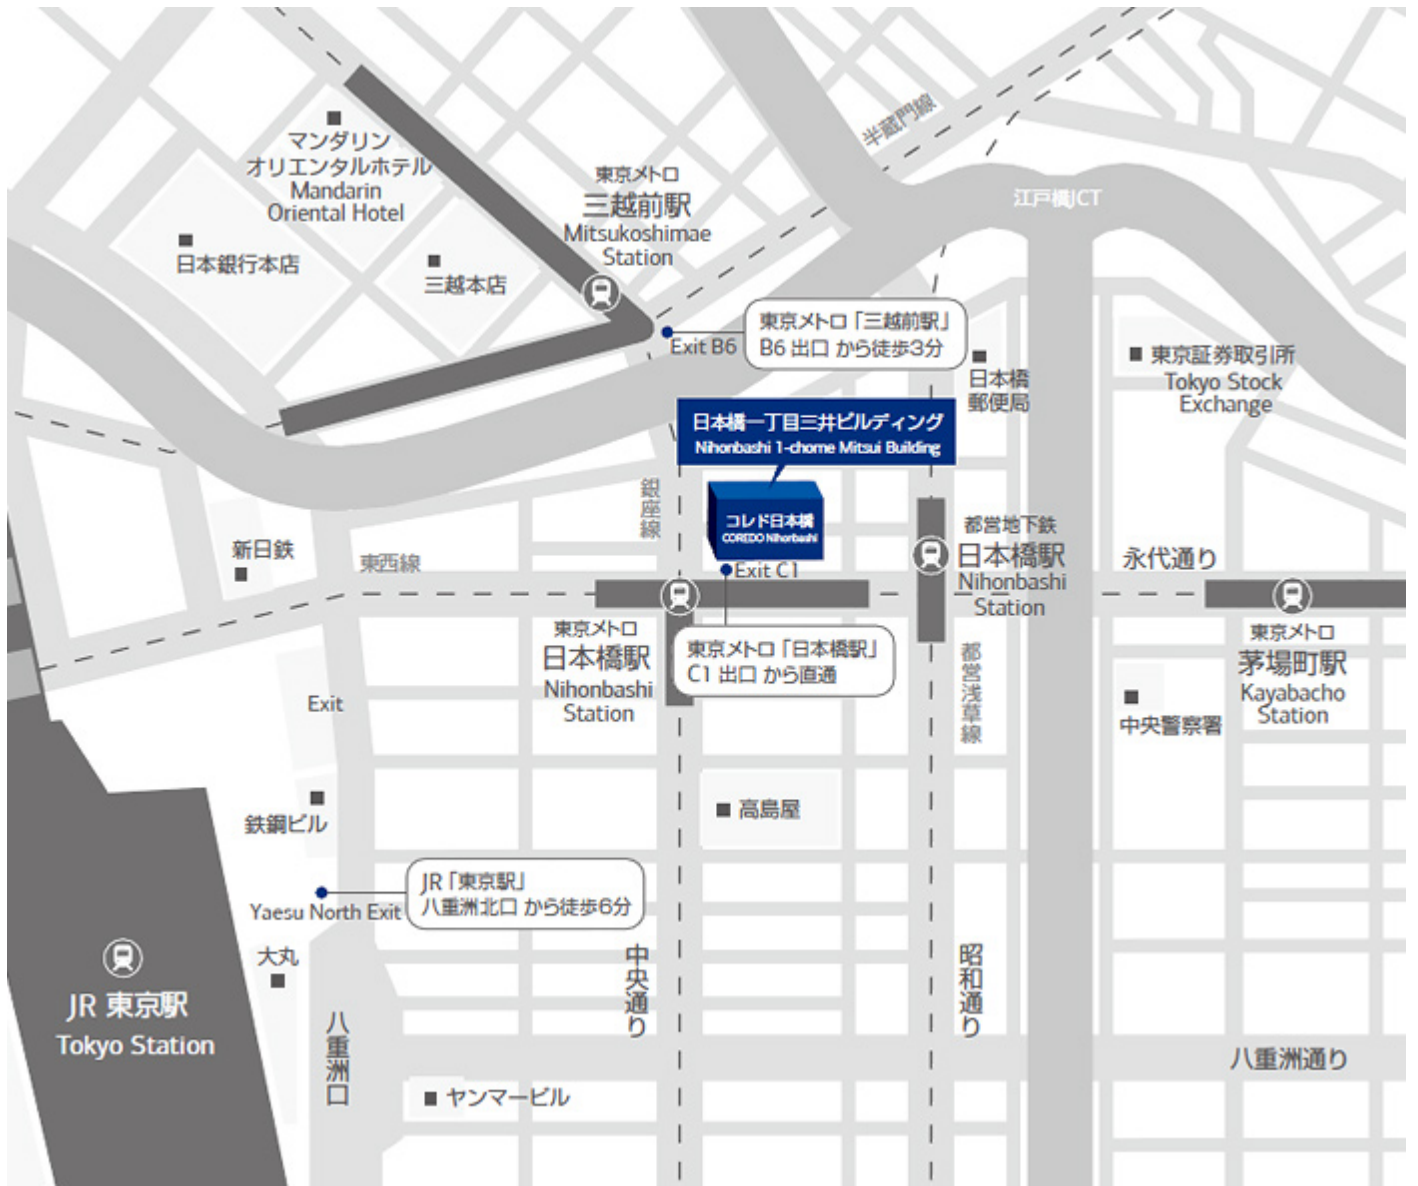 半蔵門線
マンダリン
オリエンタルホテル
Mandarin
Oriental Hotel
東京メトロ
三越前駅
Mitsukoshimae
Station
江戸橋JCT
日本銀行本店
三越本店
Exit B6
東京メトロ「三越前駅」
B6 出口 から徒歩3分
日本橋
郵便局
東京証券取引所
Tokyo Stock
Exchange
日本橋一丁目三井ビルディング
Nihonbashi 1-chome Mitsui Building
銀座線
コレド日本橋
COREDO Nihonbashi
Exit C1
新日鉄
東西線
都営地下鉄
日本橋駅
Nihonbashi
Station
永代通り
東京メトロ
日本橋駅
Nihonbashi
Station
東京メトロ「日本橋駅」
C1 出口 から直通
都営浅草線
東京メトロ
茅場町駅
Kayabacho
Station
中央警察署
Exit
鉄鋼ビル
高島屋
JR「東京駅」
八重洲北口 から徒歩6分
Yaesu North Exit
大丸
JR 東京駅
Tokyo Station
八重洲口
中央通り
昭和通り
八重洲通り
ヤンマービル